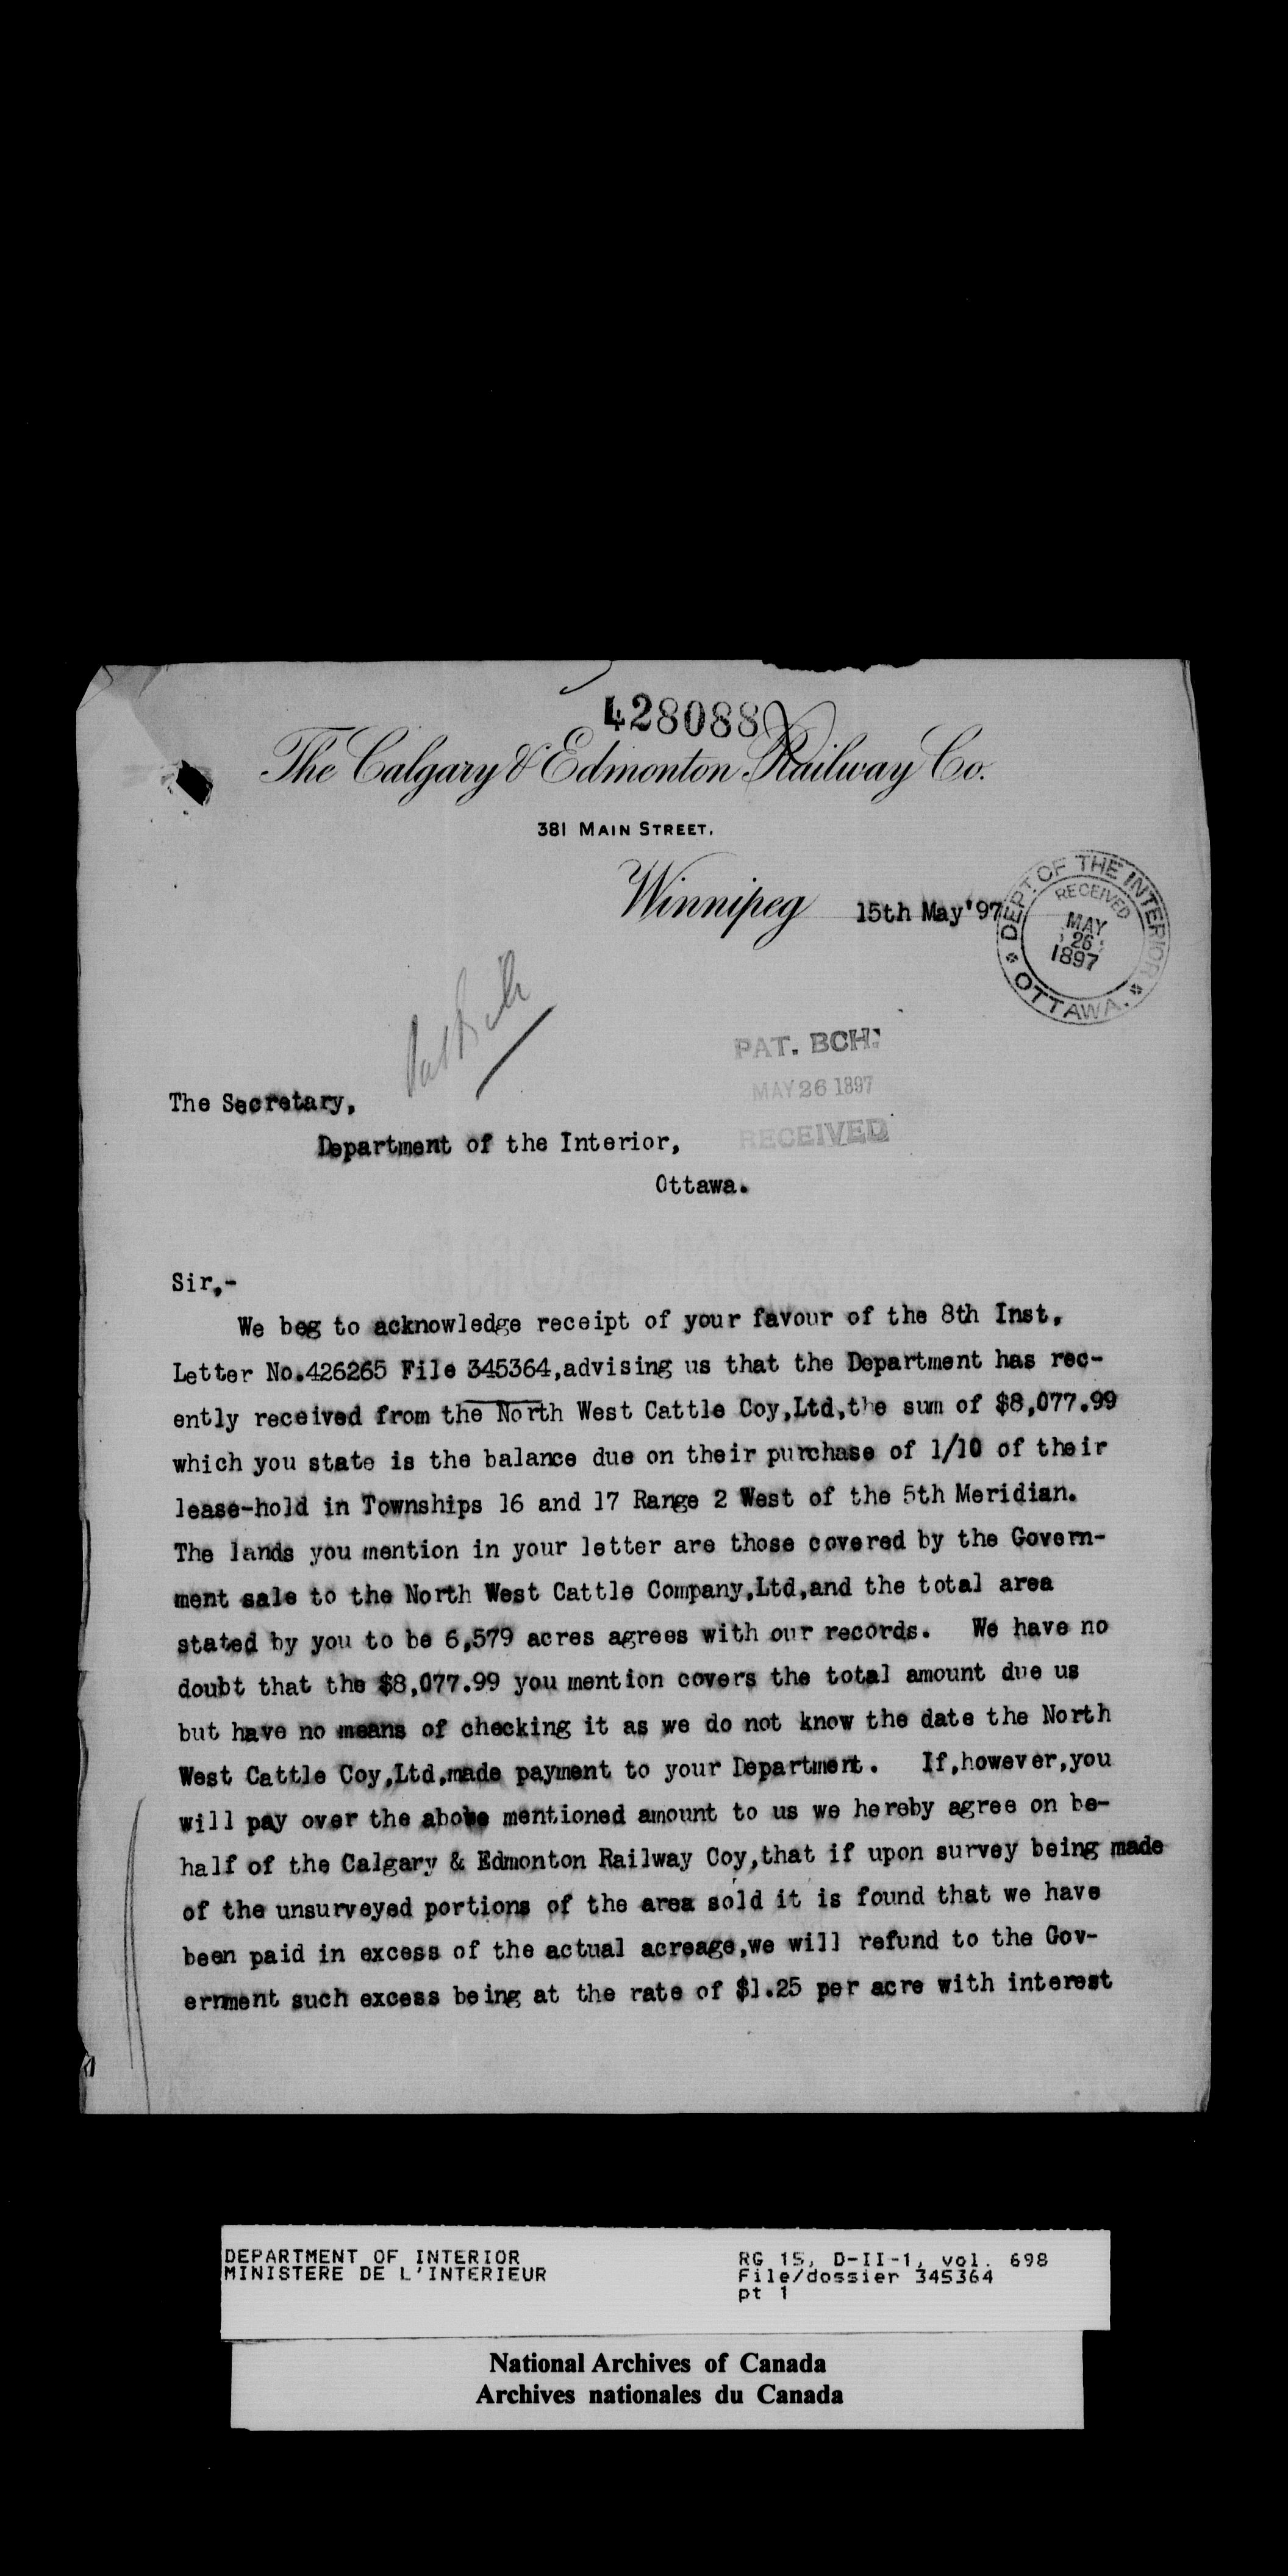 428088
The Calgary & Edmonton Railway Co.
381 MAIN STREET.
Winnipeg 15th May '97
DEPT. OF THE INTERIOR
RECEIVED
MAY
26
1897
OTTAWA.
PAT. BCH.
MAY 26 1897
RECEIVED
The Secretary,
Department of the Interior,
Ottawa.
Sir,-
We beg to acknowledge receipt of your favour of the 8th Inst.
Letter No.426265 File 345364,advising us that the Department has rec-
ently received from the North West Cattle Coy,Ltd,the sum of $8,077.99
which you state is the balance due on their purchase of 1/10 of their
lease-hold in Townships 16 and 17 Range 2 West of the 5th Meridian.
The lands you mention in your letter are those covered by the Govern-
ment sale to the North West Cattle Company,Ltd,and the total area
stated by you to be 6,579 acres agrees with our records. We have no
doubt that the $8,077.99 you mention covers the total amount due us
but have no means of checking it as we do not know the date the North
West Cattle Coy,Ltd,made payment to your Department. If,however,you
will pay over the above mentioned amount to us we hereby agree on be-
half of the Calgary & Edmonton Railway Coy,that if upon survey being made
of the unsurveyed portions of the area sold it is found that we have
been paid in excess of the actual acreage,we will refund to the Gov-
ernment such excess being at the rate of $1.25 per acre with interest
DEPARTMENT OF INTERIOR
MINISTERE DE L'INTERIEUR
RG 15, D-II-1, vol. 698
File/dossier 345364
pt 1
National Archives of Canada
Archives nationales du Canada